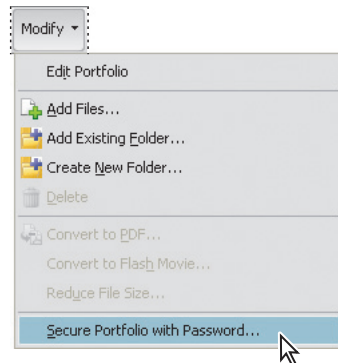 Modify
Edit Portfolio
Add Files...
Add Existing Folder...
Create New Folder...
Delete
Convert to PDF...
Convert to Flash Movie...
Reduce File Size...
Secure Portfolio with Password...